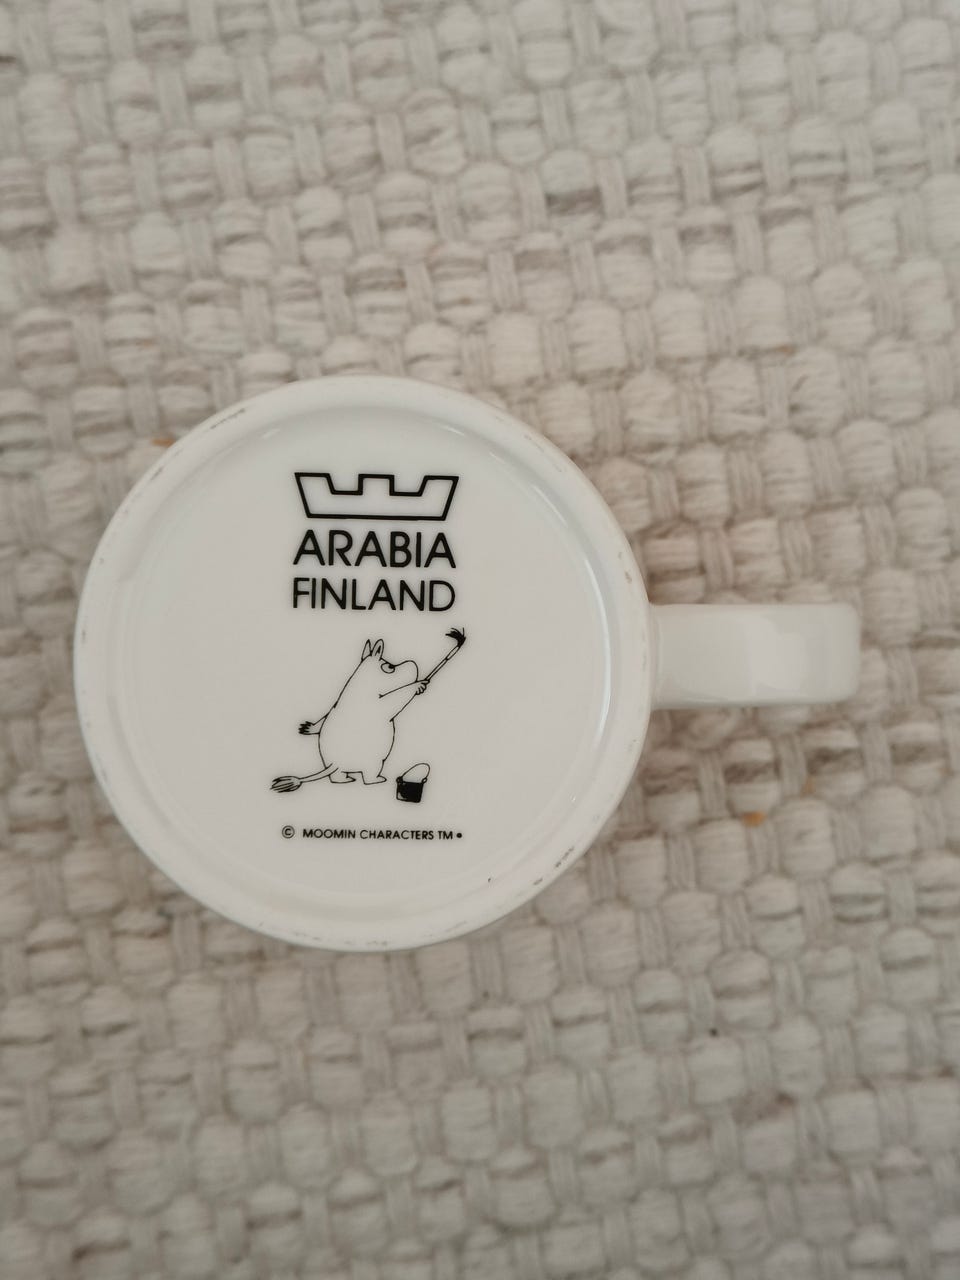 ARABIA
FINLAND
© MOOMIN CHARACTERS TM •